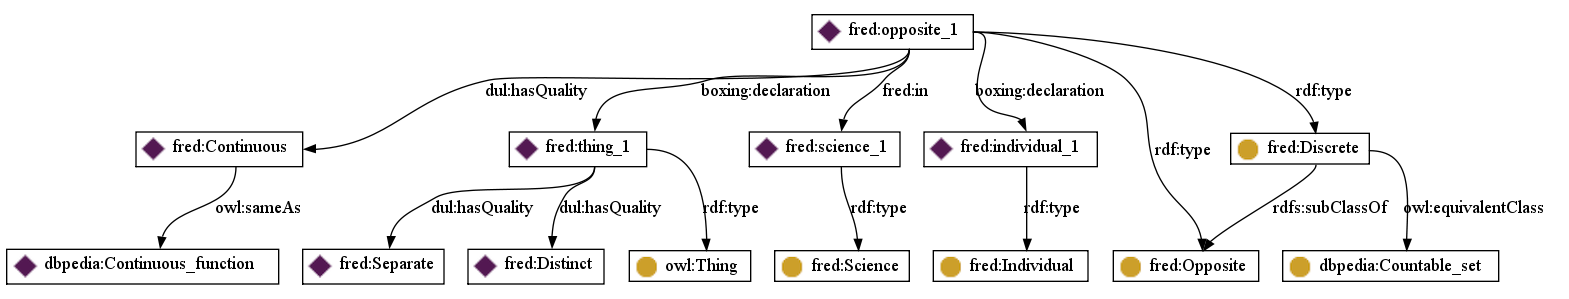 fred:opposite_1
dul:hasQuality
boxing:declaration
fred:in
boxing:declaration
rdf:type
fred:Continuous
fred:thing_1
fred:science_1
fred:individual_1
rdf:type
fred:Discrete
owl:sameAs
dul:hasQuality
dul:hasQuality
rdf:type
rdf:type
rdf:type
rdfs:subClassOf
owl:equivalentClass
dbpedia:Continuous_function
fred:Separate
fred:Distinct
owl:Thing
fred:Science
fred:Individual
fred:Opposite
dbpedia:Countable_set